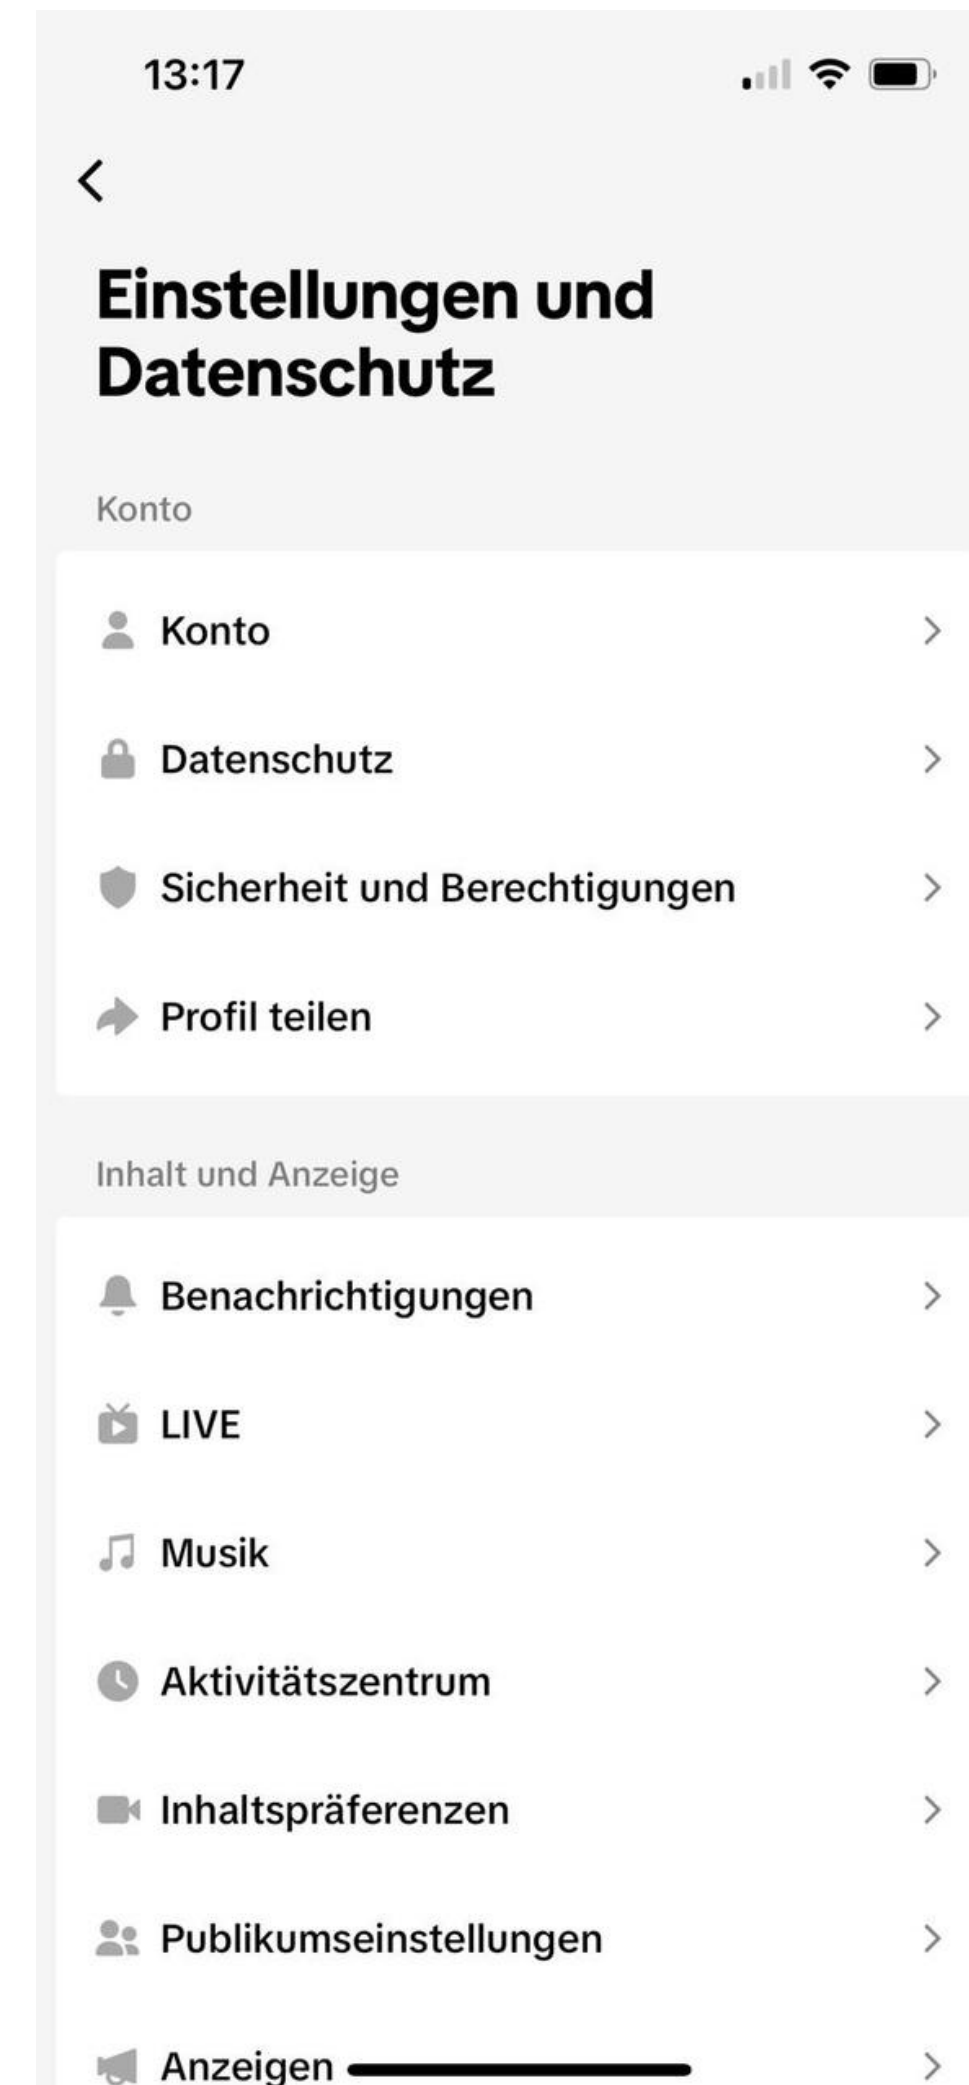 13:17
Einstellungen und
Datenschutz
Konto
Konto
Datenschutz
Sicherheit und Berechtigungen
Profil teilen
Inhalt und Anzeige
Benachrichtigungen
LIVE
Musik
Aktivitätszentrum
Inhaltspräferenzen
Publikumseinstellungen
Anzeigen